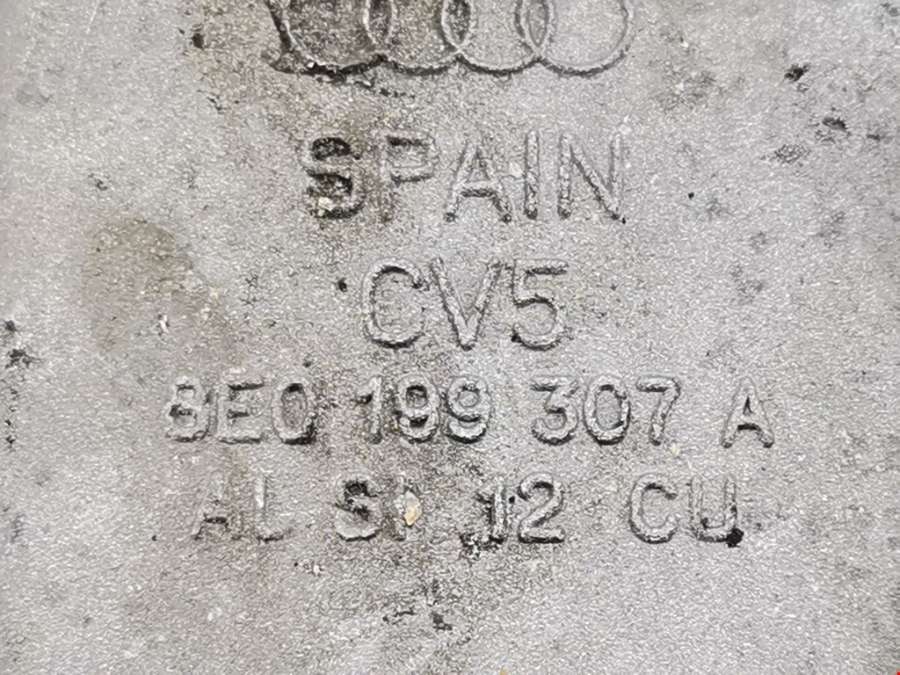 SPAIN
CV5
8E0 199 307 A
AL SI 12 CU